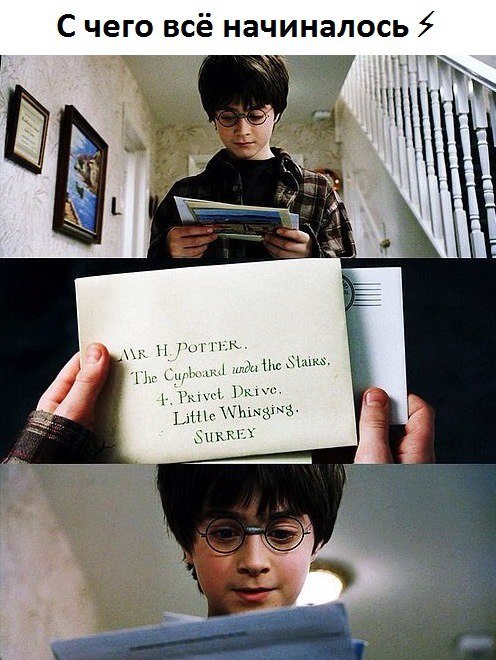 С чего всё начиналось⚡
Mr H. Potter,
The Cupboard under the Stairs,
4, Privet Drive,
Little Whinging,
Surrey